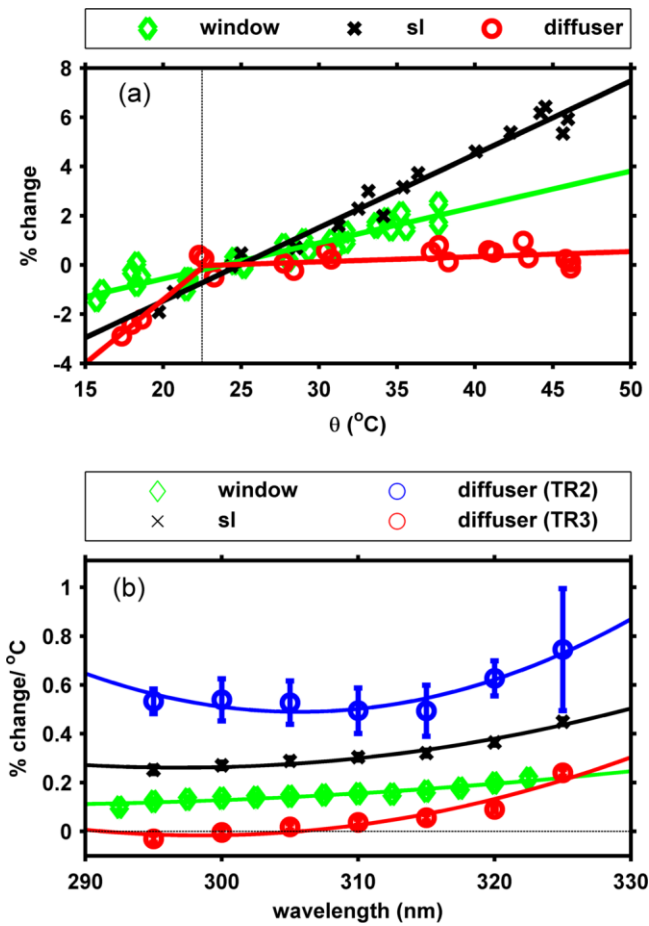 window sl diffuser
(a)
8
6
4
2
0
-2
-4
% change
15 20 25 30 35 40 45 50
θ (°C)
window diffuser (TR2)
sl diffuser (TR3)
(b)
1
0.8
0.6
0.4
0.2
0
% change/ °C
290 300 310 320 330
wavelength (nm)